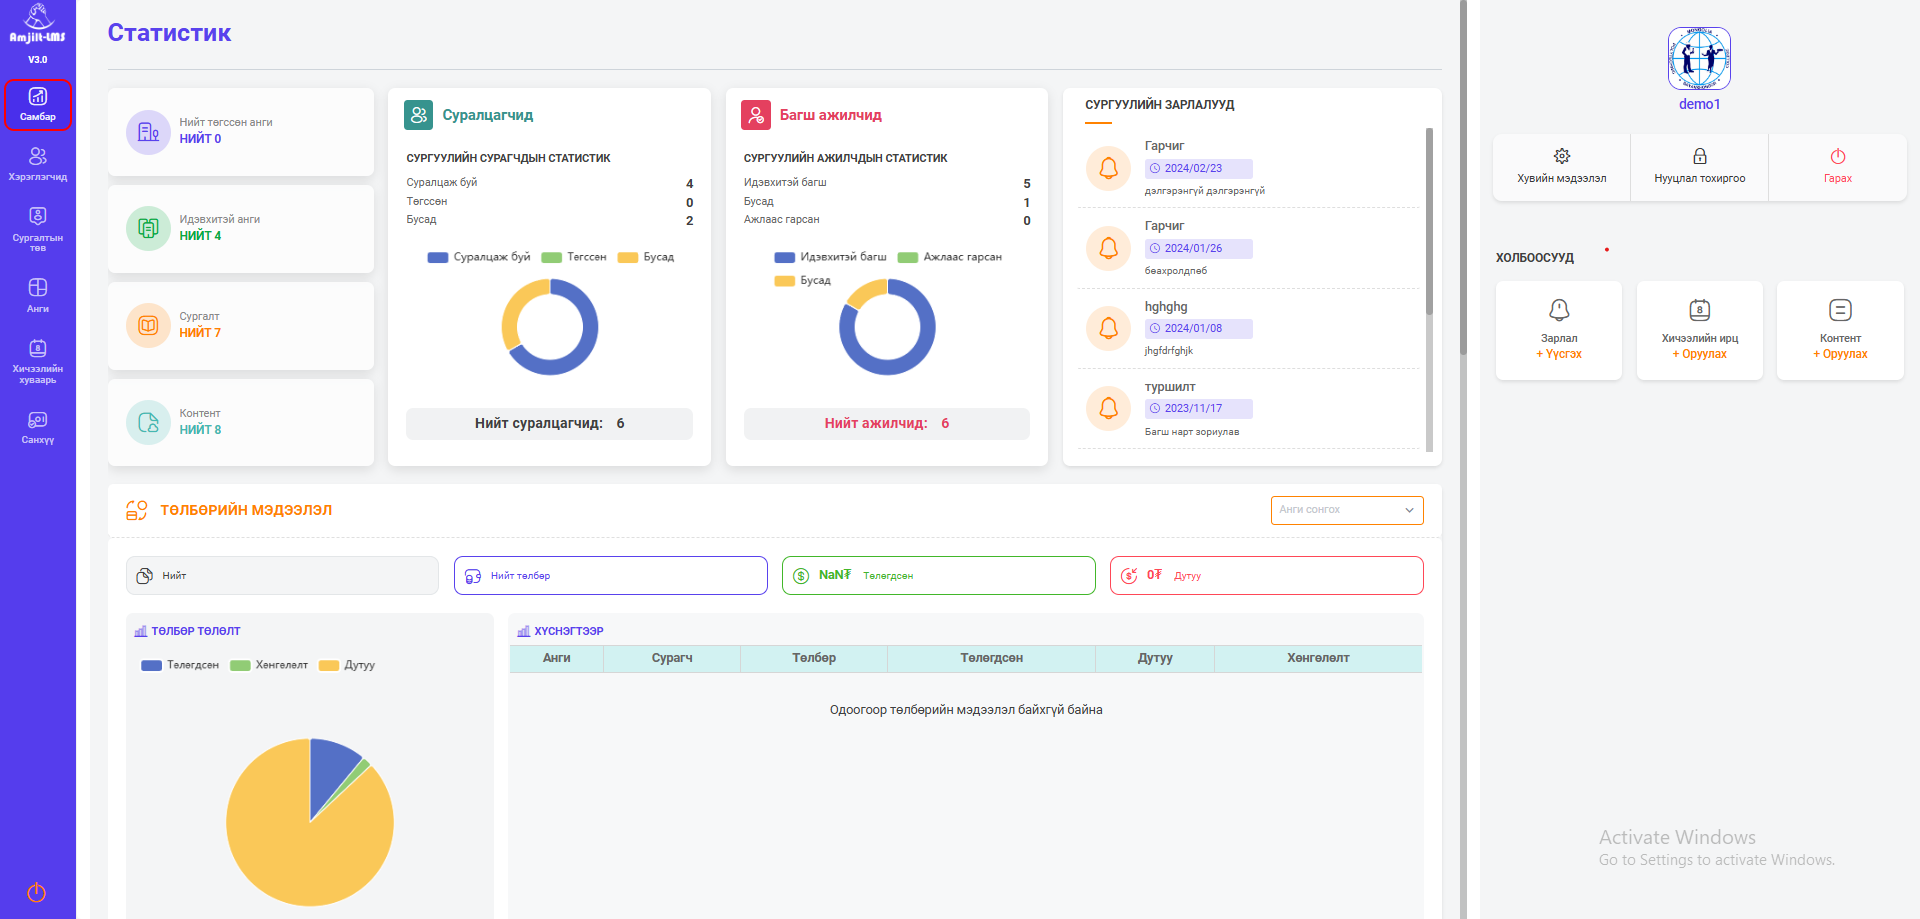 Amjilt-LMS
V3.0
Самбар
Хэрэглэгчид
Сургалтын
төв
Анги
Хичээлийн
хуваарь
Санхүү
Статистик
Нийт төгссөн анги
НИЙТ 0
Идэвхитэй анги
НИЙТ 4
Сургалт
НИЙТ 7
Контент
НИЙТ 8
Суралцагчид
СУРГУУЛИЙН СУРАГЧДЫН СТАТИСТИК
Суралцаж буй 4
Төгссөн 0
Бусад 2
Суралцаж буй Төгссөн Бусад
Нийт суралцагчид: 6
Багш ажилчид
СУРГУУЛИЙН АЖИЛЧДЫН СТАТИСТИК
Идэвхитэй багш 5
Бусад 1
Ажлаас гарсан 0
Идэвхитэй багш Ажлаас гарсан
Бусад
Нийт ажилчид: 6
СУРГУУЛИЙН ЗАРЛАЛУУД
Гарчиг
2024/02/23
дэлгэрэнгүй дэлгэрэнгүй
Гарчиг
2024/01/26
бөахролдпөб
hghghg
2024/01/08
jhgfdrfghjk
туршилт
2023/11/17
Багш нарт зориулав
ТӨЛБӨРИЙН МЭДЭЭЛЭЛ
Анги сонгох
Нийт
Нийт төлбөр
NaN₮ Төлөгдсөн
0₮ Дутуу
ТӨЛБӨР ТӨЛӨЛТ
Төлөгдсөн Хөнгөлөлт Дутуу
ХҮСНЭГТЭЭР
Анги Сурагч Төлбөр Төлөгдсөн Дутуу Хөнгөлөлт
Одоогоор төлбөрийн мэдээлэл байхгүй байна
demo1
Хувийн мэдээлэл
Нууцлал тохиргоо
Гарах
ХОЛБООСУУД
Зарлал
+ Үүсгэх
8
Хичээлийн ирц
+ Оруулах
Контент
+ Оруулах
Activate Windows
Go to Settings to activate Windows.